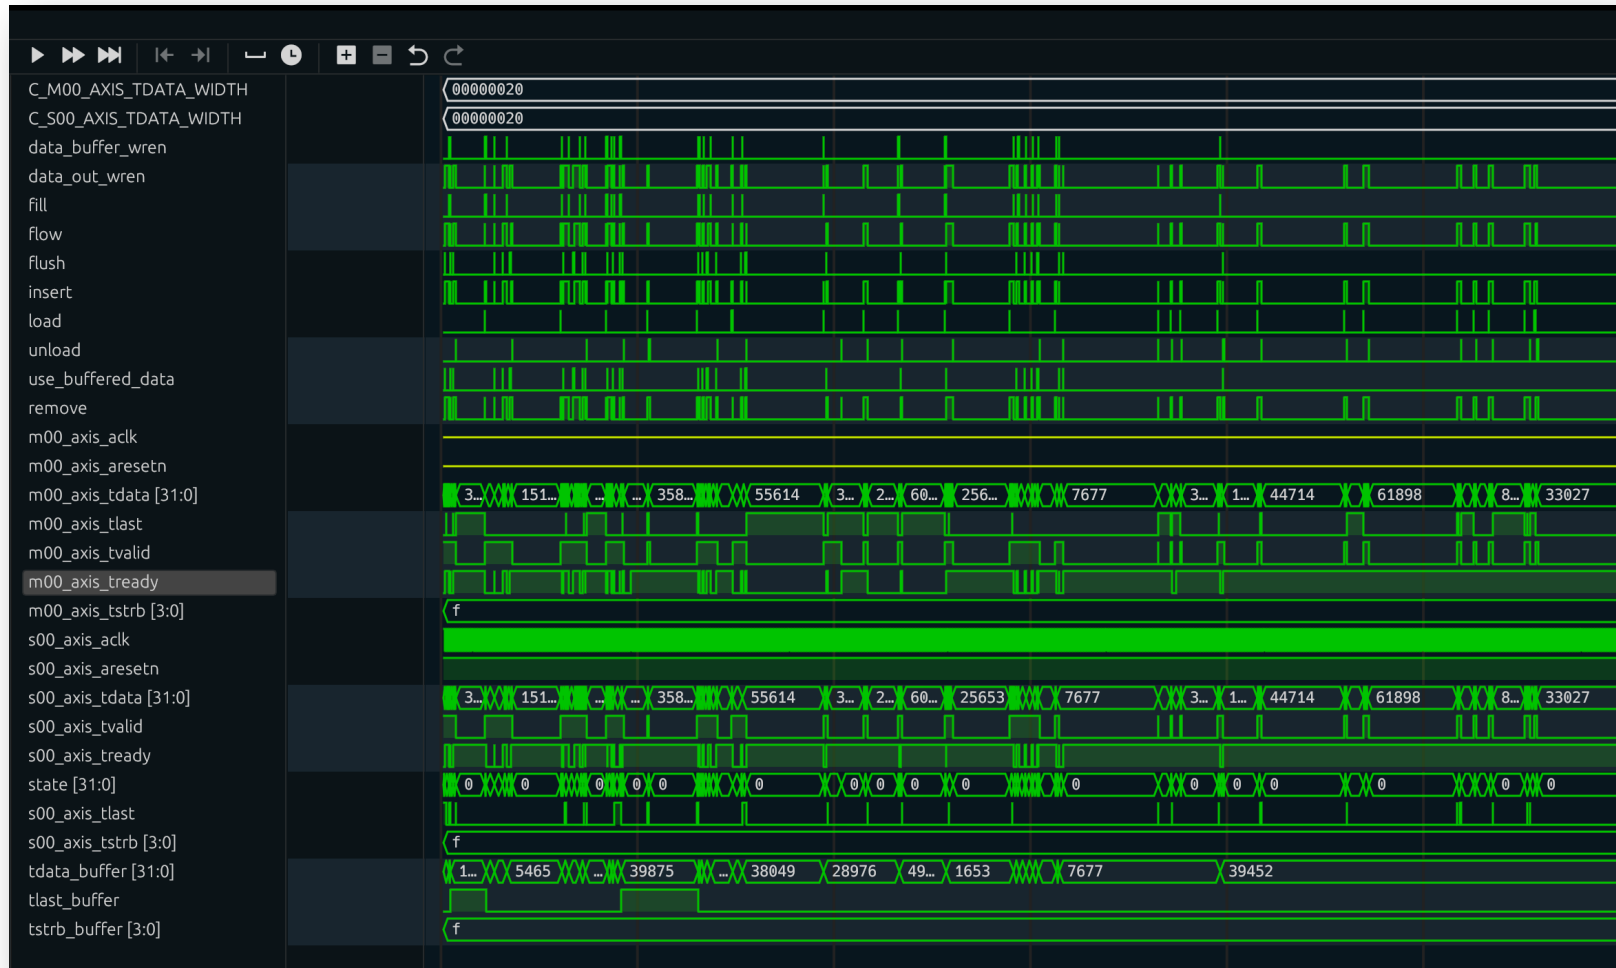 C_M00_AXIS_TDATA_WIDTH 00000020
C_S00_AXIS_TDATA_WIDTH 00000020
data_buffer_wren
data_out_wren
fill
flow
flush
insert
load
unload
use_buffered_data
remove
m00_axis_aclk
m00_axis_aresetn
m00_axis_tdata [31:0] 3... 151... ... ... 358... 55614 3... 2... 60... 256... 7677 3... 1... 44714 61898 8... 33027
m00_axis_tlast
m00_axis_tvalid
m00_axis_tready
m00_axis_tstrb [3:0] f
s00_axis_aclk
s00_axis_aresetn
s00_axis_tdata [31:0] 3... 151... ... ... 358... 55614 3... 2... 60... 25653 7677 3... 1... 44714 61898 8... 33027
s00_axis_tvalid
s00_axis_tready
state [31:0] 0 0 0 0 0 0 0 0 0 0 0 0 0 0 0 0 0
s00_axis_tlast
s00_axis_tstrb [3:0] f
tdata_buffer [31:0] 1... 5465 ... 39875 ... 38049 28976 49... 1653 7677 39452
tlast_buffer
tstrb_buffer [3:0] f